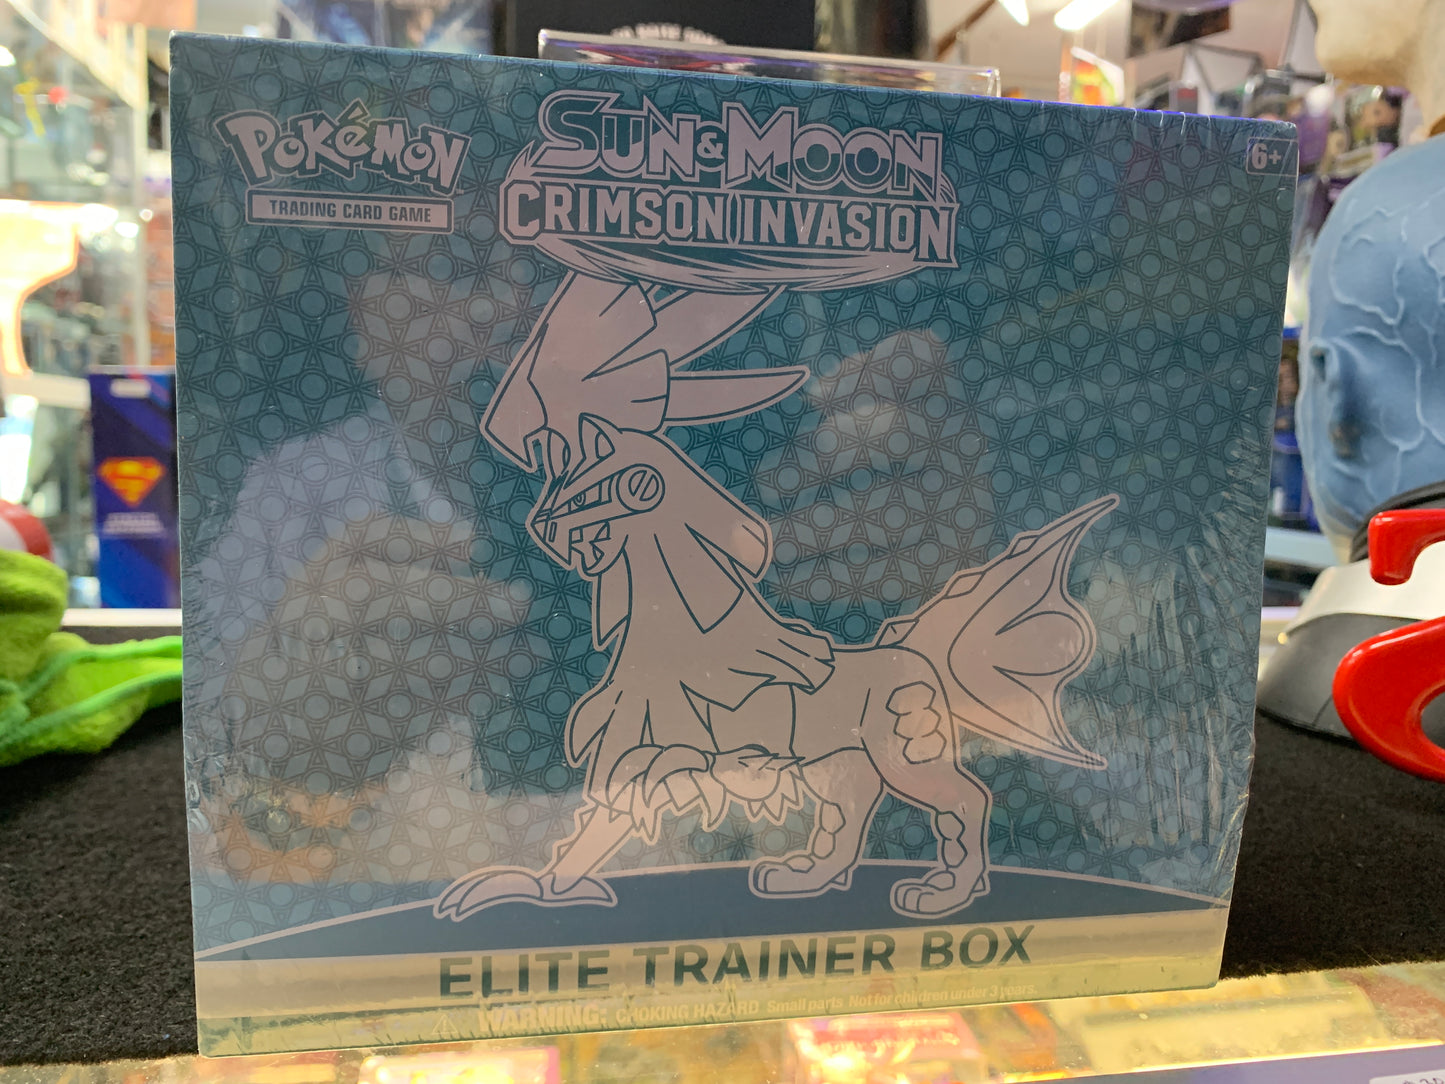 Pokémon
TRADING CARD GAME
SUN & MOON
CRIMSON INVASION
6+
ELITE TRAINER BOX
WARNING: CHOKING HAZARD Small parts Not for children under 3 years.